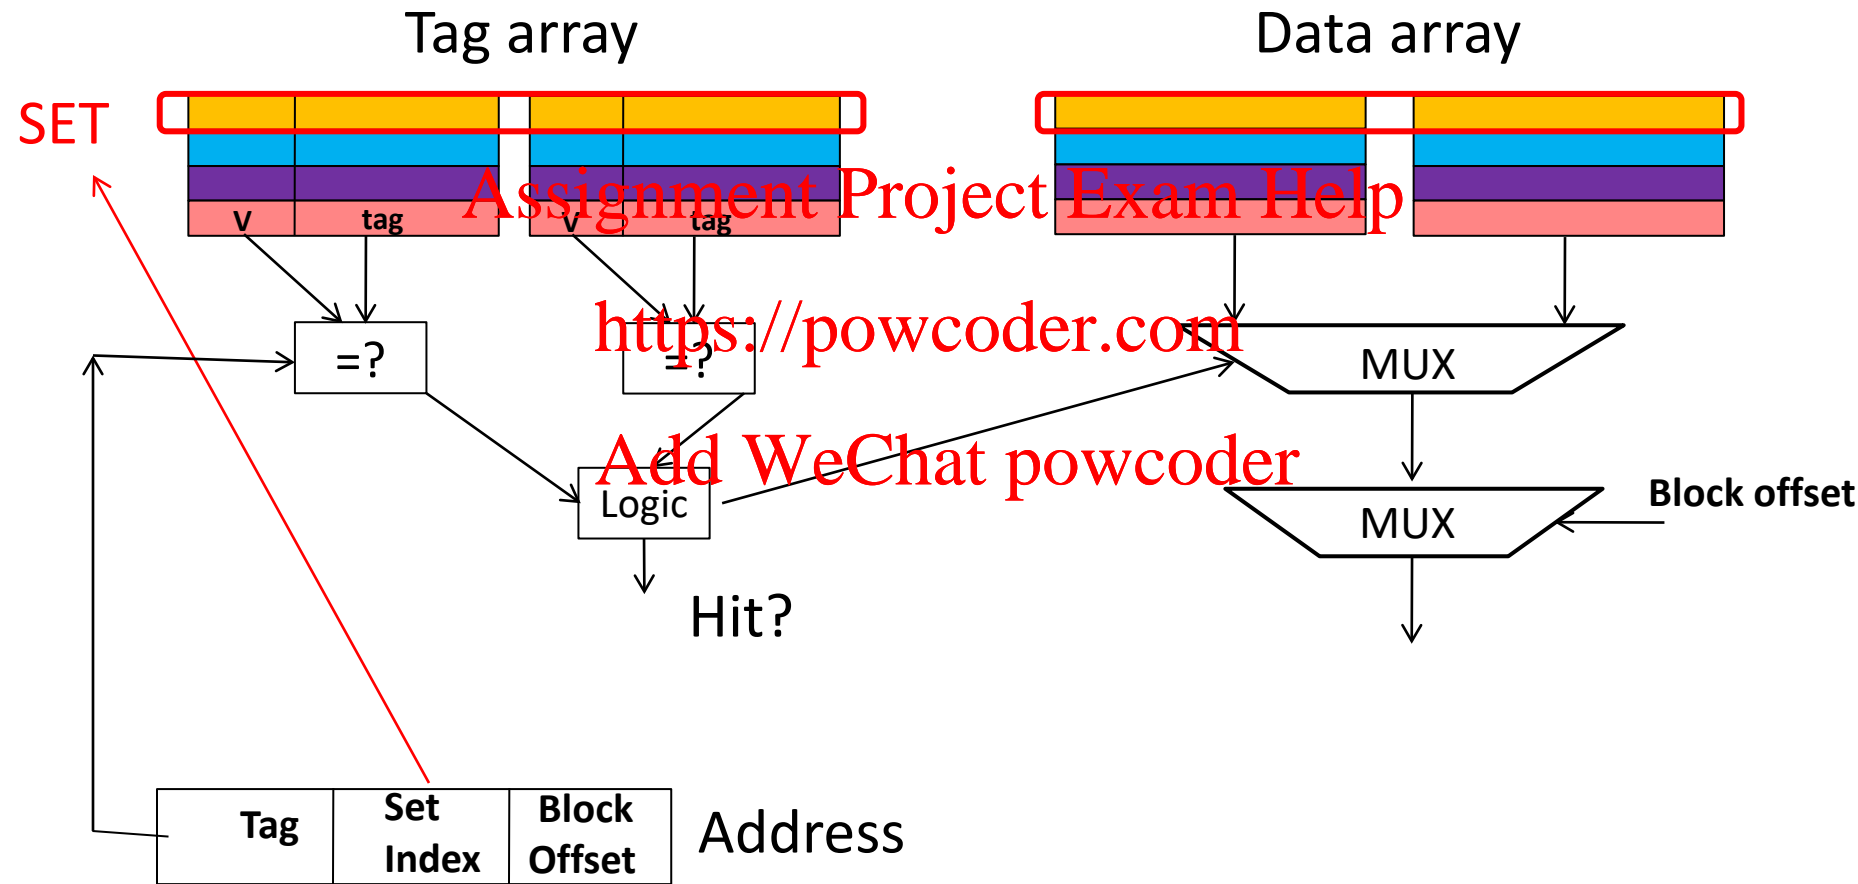 Tag array
Data array
SET
V
tag
V
tag
Assignment Project Exam Help
=?
=?
https://powcoder.com
MUX
Add WeChat powcoder
Logic
MUX
Block offset
Hit?
Tag
Set
Index
Block
Offset
Address